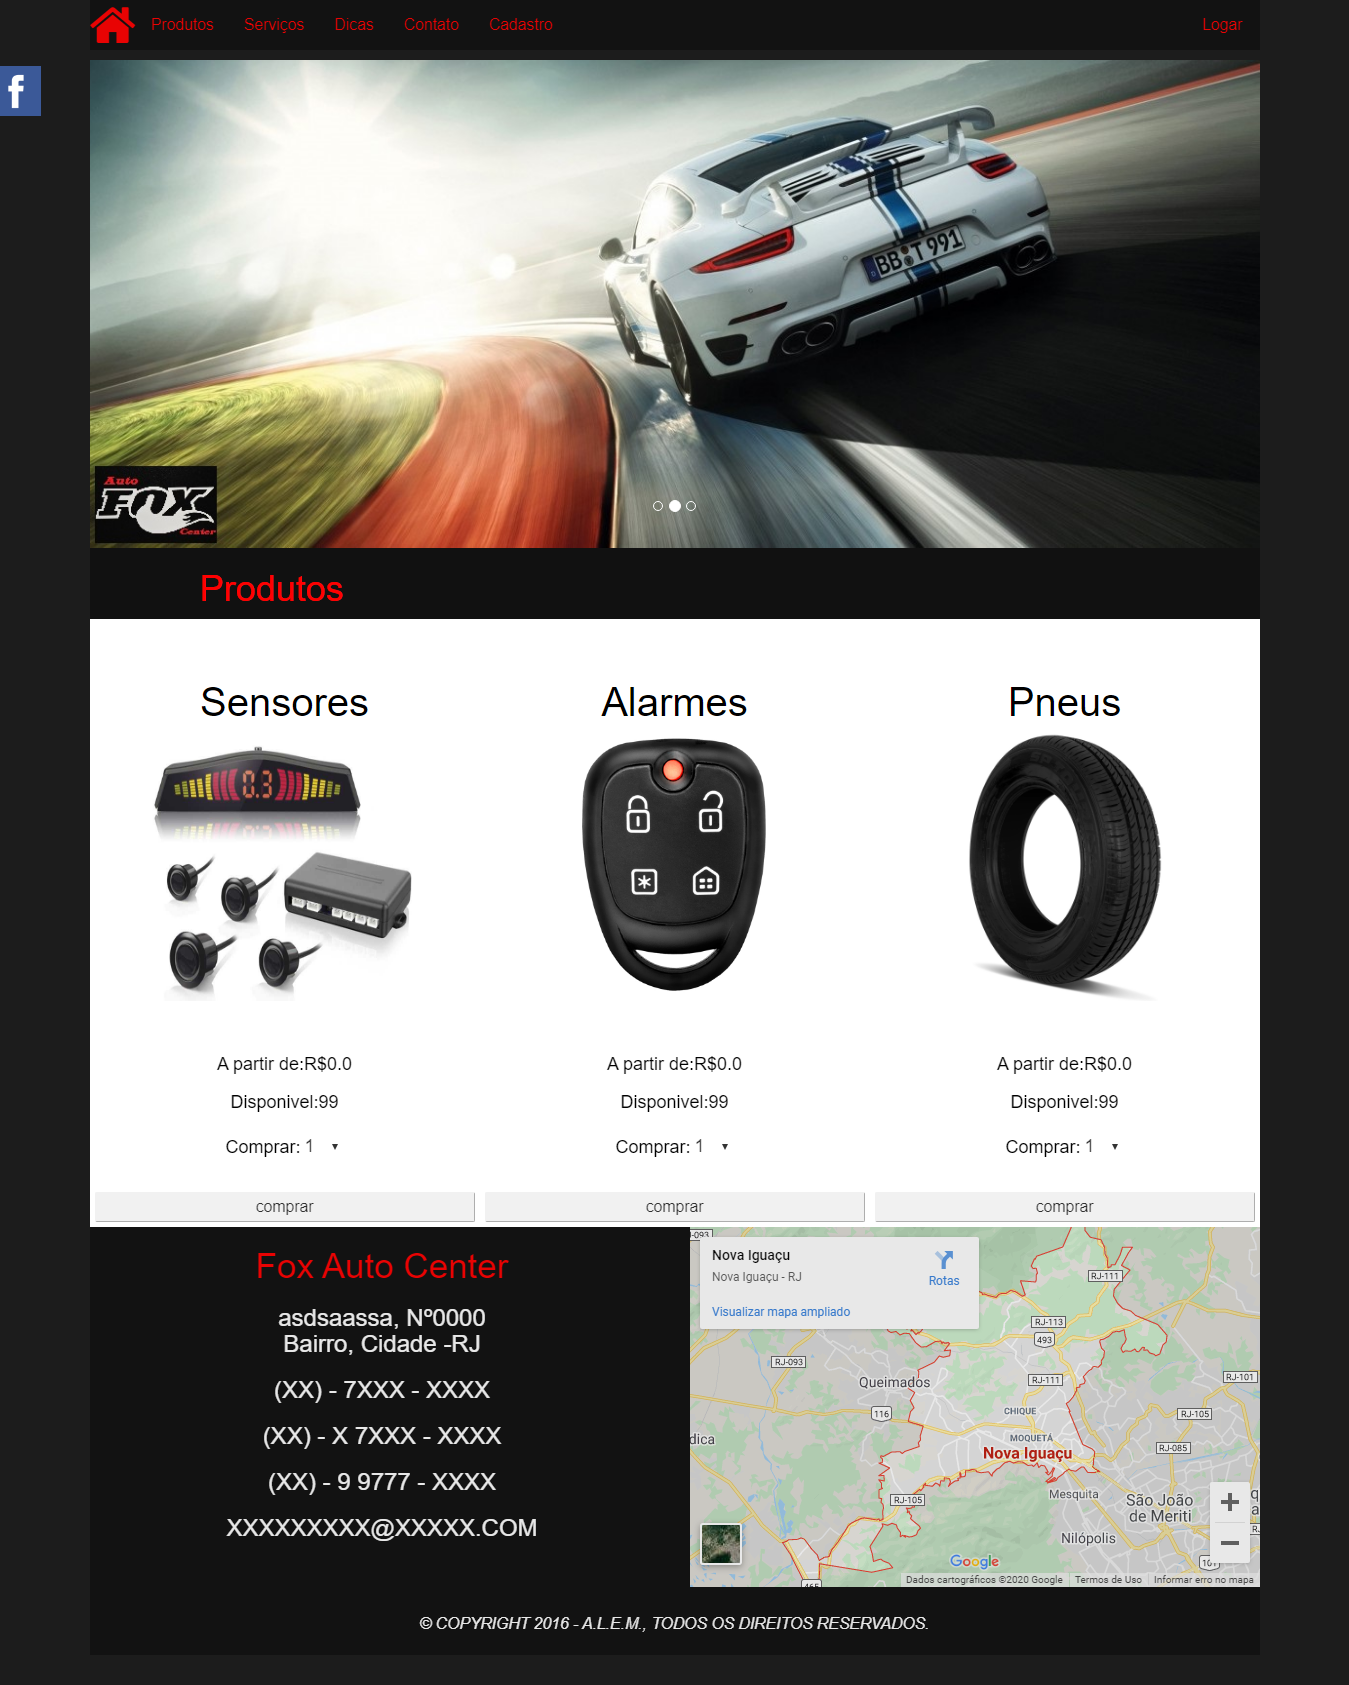 Produtos Serviços Dicas Contato Cadastro Logar
f
BB T 991
Auto
FOX
Center
Produtos
Sensores Alarmes Pneus
0.3
A partir de:R$0.0 A partir de:R$0.0 A partir de:R$0.0
Disponivel:99 Disponivel:99 Disponivel:99
Comprar: 1 Comprar: 1 Comprar: 1
comprar comprar comprar
Fox Auto Center
asdsaassa, Nº0000
Bairro, Cidade -RJ
(XX) - 7XXX - XXXX
(XX) - X 7XXX - XXXX
(XX) - 9 9777 - XXXX
XXXXXXXXX@XXXXX.COM
Nova Iguaçu
Nova Iguaçu - RJ
Rotas
Visualizar mapa ampliado
RJ-111
RJ-113
493
RJ-093
RJ-111
RJ-101
Queimados
116
CHIQUE
RJ-105
MOQUETÁ
dica
RJ-085
Nova Iguaçu
Mesquita
RJ-105
São João
de Meriti
Nilópolis
Google
465
Dados cartográficos ©2020 Google Termos de Uso Informar erro no mapa
© COPYRIGHT 2016 - A.L.E.M., TODOS OS DIREITOS RESERVADOS.